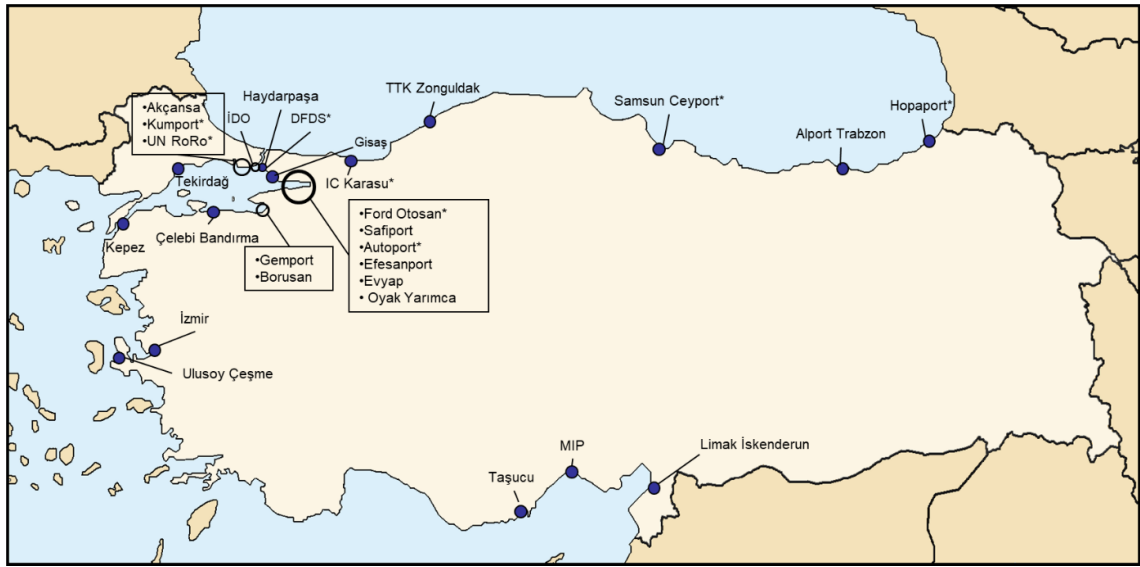 TTK Zonguldak
Haydarpaşa
Samsun Ceyport*
Hopaport*
•Akçansa
•Kumport*
•UN RoRo*
İDO
DFDS*
Gisaş
Alport Trabzon
Tekirdağ
IC Karasu*
Kepez
Çelebi Bandırma
•Ford Otosan*
•Safiport
•Autoport*
•Efesanport
•Evyap
• Oyak Yarımca
•Gemport
•Borusan
İzmir
Ulusoy Çeşme
MIP
Limak İskenderun
Taşucu